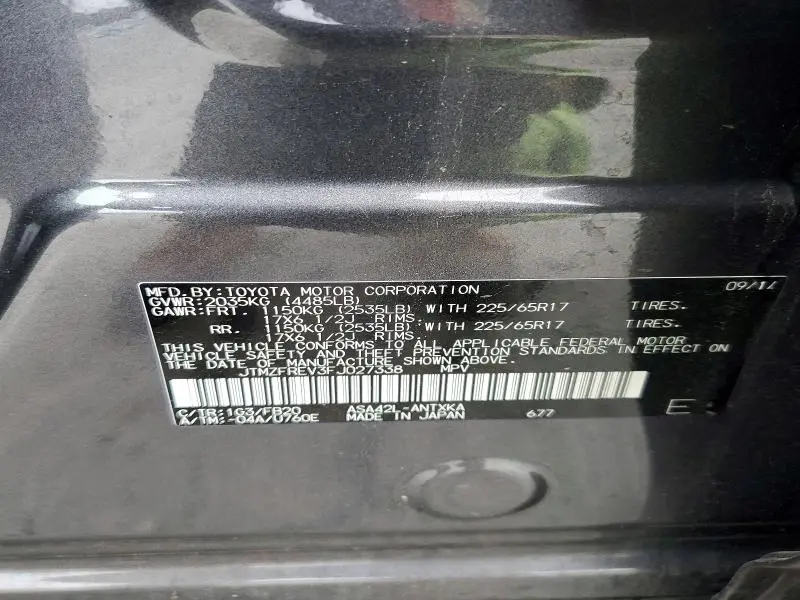 MFD. BY: TOYOTA MOTOR CORPORATION 09/14
GVWR: 2035KG (4485LB)
GAWR: FRT. 1150KG (2535LB) WITH 225/65R17 TIRES.
17X6 1/2J RIMS.
RR. 1150KG (2535LB) WITH 225/65R17 TIRES.
17X6 1/2J RIMS.
THIS VEHICLE CONFORMS TO ALL APPLICABLE FEDERAL MOTOR
VEHICLE SAFETY AND THEFT PREVENTION STANDARDS IN EFFECT ON
THE DATE OF MANUFACTURE SHOWN ABOVE.
JTMZFREV3FJ027338 MPV
C/TR: 1G3/FB20 ASA42L-ANTXKA 677 E
A/TM: -04A/U760E MADE IN JAPAN